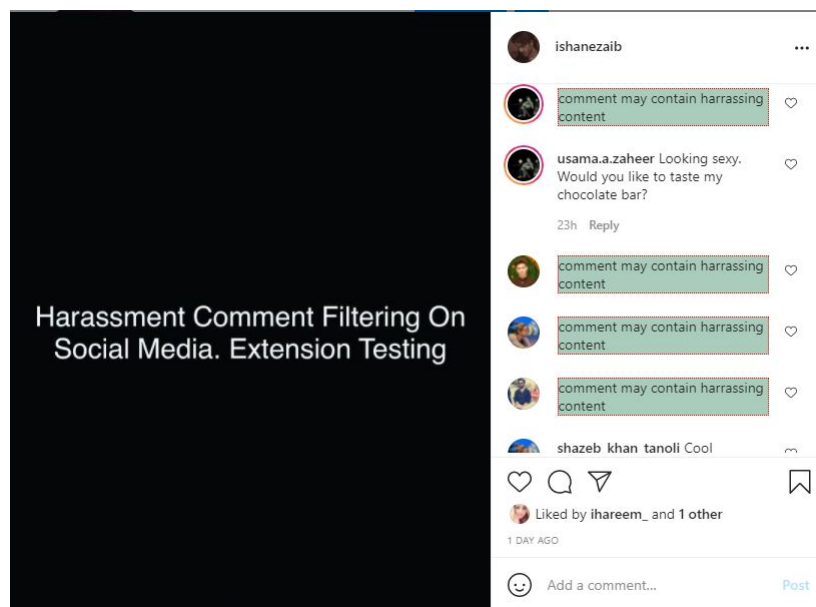 Harassment Comment Filtering On
Social Media. Extension Testing
ishanezaib
comment may contain harrassing
content
usama.a.zaheer Looking sexy.
Would you like to taste my
chocolate bar?
23h Reply
comment may contain harrassing
content
comment may contain harrassing
content
comment may contain harrassing
content
shazeb_khan_tanoli Cool
Liked by ihareem_ and 1 other
1 DAY AGO
Add a comment...
Post